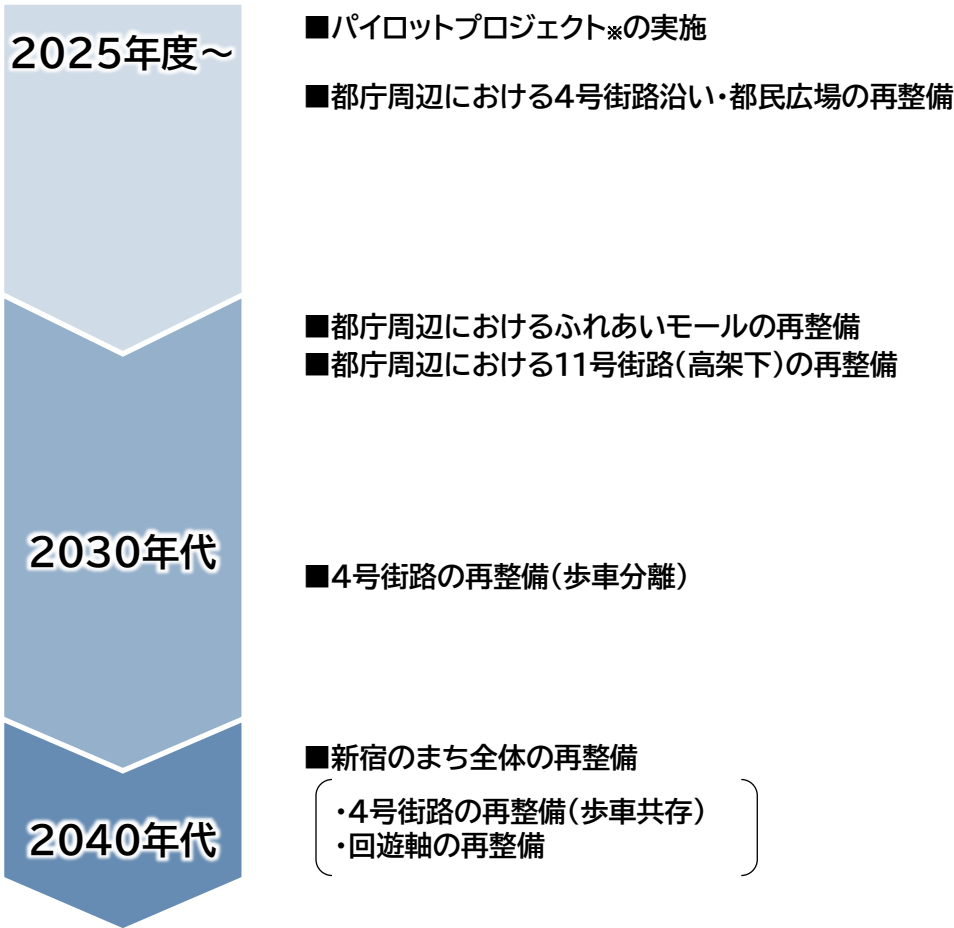 2025年度～
■パイロットプロジェクト※の実施
■都庁周辺における4号街路沿い・都民広場の再整備
■都庁周辺におけるふれあいモールの再整備
■都庁周辺における11号街路(高架下)の再整備
2030年代
■4号街路の再整備(歩車分離)
■新宿のまち全体の再整備
・4号街路の再整備(歩車共存)
・回遊軸の再整備
2040年代